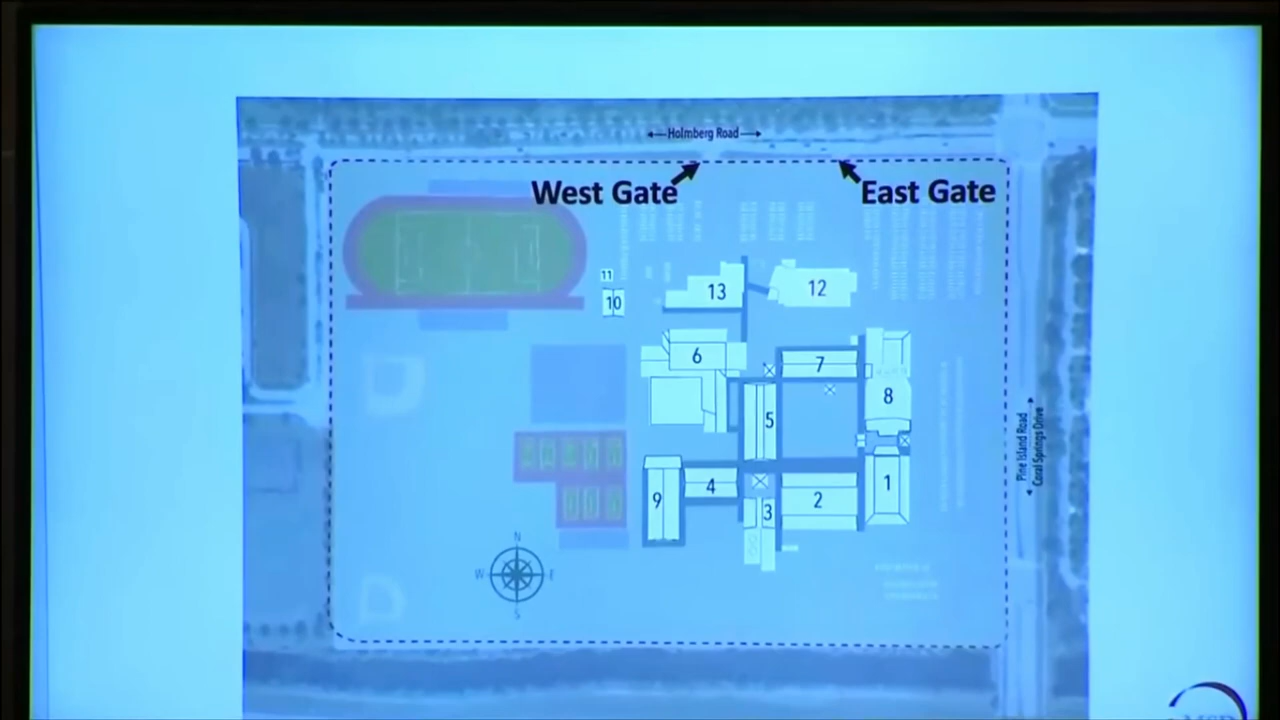 ←Holmberg Road→
West Gate
East Gate
11
10
13
12
6
7
8
5
9
4
3
2
1
Pine Island Road
Coral Springs Drive
N
W
E
S
MSD